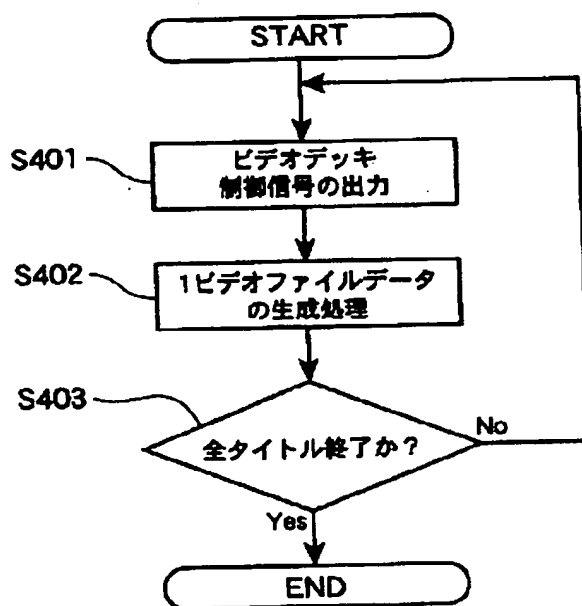 START
S401
ビデオデッキ
制御信号の出力
S402
1ビデオファイルデータ
の生成処理
S403
全タイトル終了か？
No
Yes
END